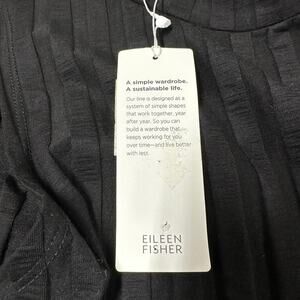 A simple wardrobe.
A sustainable life.
Our line is designed as a
system of simple shapes
that work together, year
after year. So you can
build a wardrobe that
keeps working for you
over time—and live better
with less.
EILEEN
FISHER